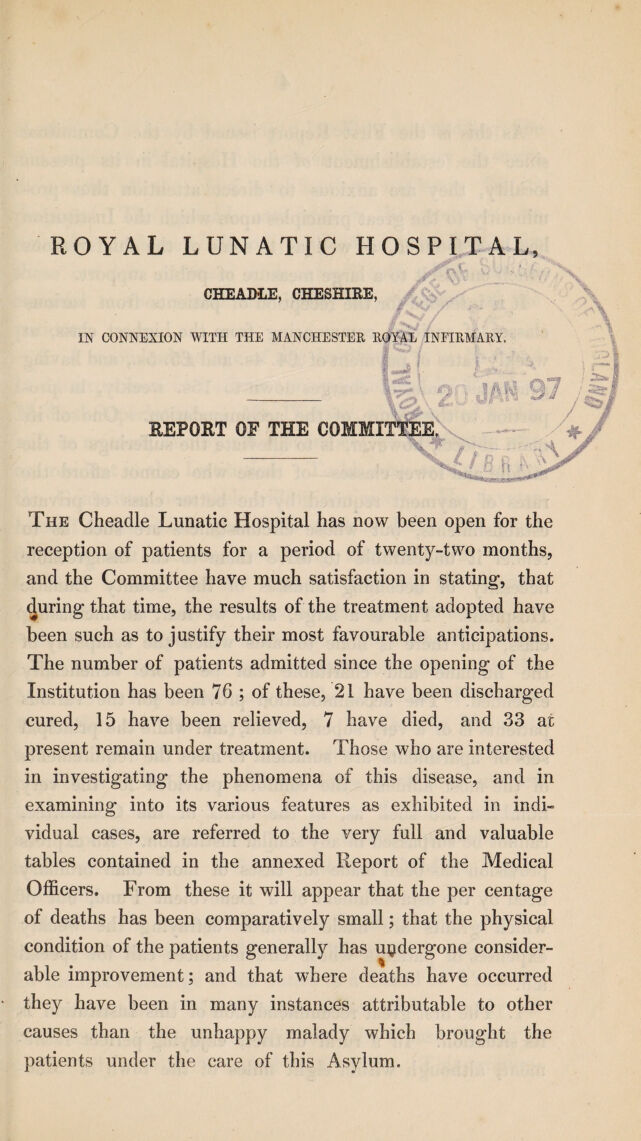 ROYAL LUNATIC HOSPITAL,
CHEADLE, CHESHIRE,
IN CONNEXION WITH THE MANCHESTER ROYAL INFIRMARY.
ROYAL COLLEGE OF SURGEONS OF ENGLAND
20 JAN 97
* LIBRARY *
REPORT OF THE COMMITTEE.
THE Cheadle Lunatic Hospital has now been open for the
reception of patients for a period of twenty-two months,
and the Committee have much satisfaction in stating, that
during that time, the results of the treatment adopted have
been such as to justify their most favourable anticipations.
The number of patients admitted since the opening of the
Institution has been 76 ; of these, 21 have been discharged
cured, 15 have been relieved, 7 have died, and 33 at
present remain under treatment. Those who are interested
in investigating the phenomena of this disease, and in
examining into its various features as exhibited in indi-
vidual cases, are referred to the very full and valuable
tables contained in the annexed Report of the Medical
Officers. From these it will appear that the per centage
of deaths has been comparatively small ; that the physical
condition of the patients generally has undergone consider-
able improvement ; and that where deaths have occurred
they have been in many instances attributable to other
causes than the unhappy malady which brought the
patients under the care of this Asylum.